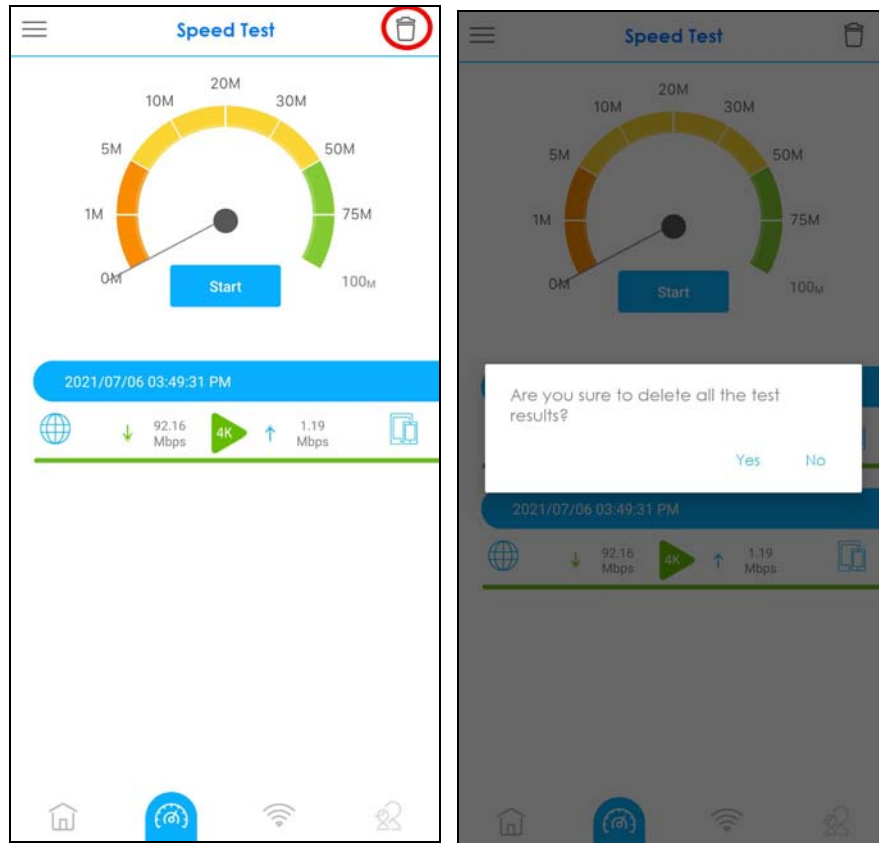 Speed Test
20M
10M
30M
5M
50M
1M
75M
0M
100M
Start
2021/07/06 03:49:31 PM
92.16
Mbps
4K
1.19
Mbps
Speed Test
20M
10M
30M
5M
50M
1M
75M
0M
100M
Start
Are you sure to delete all the test
results?
Yes No
2021/07/06 03:49:31 PM
92.16
Mbps
4K
1.19
Mbps